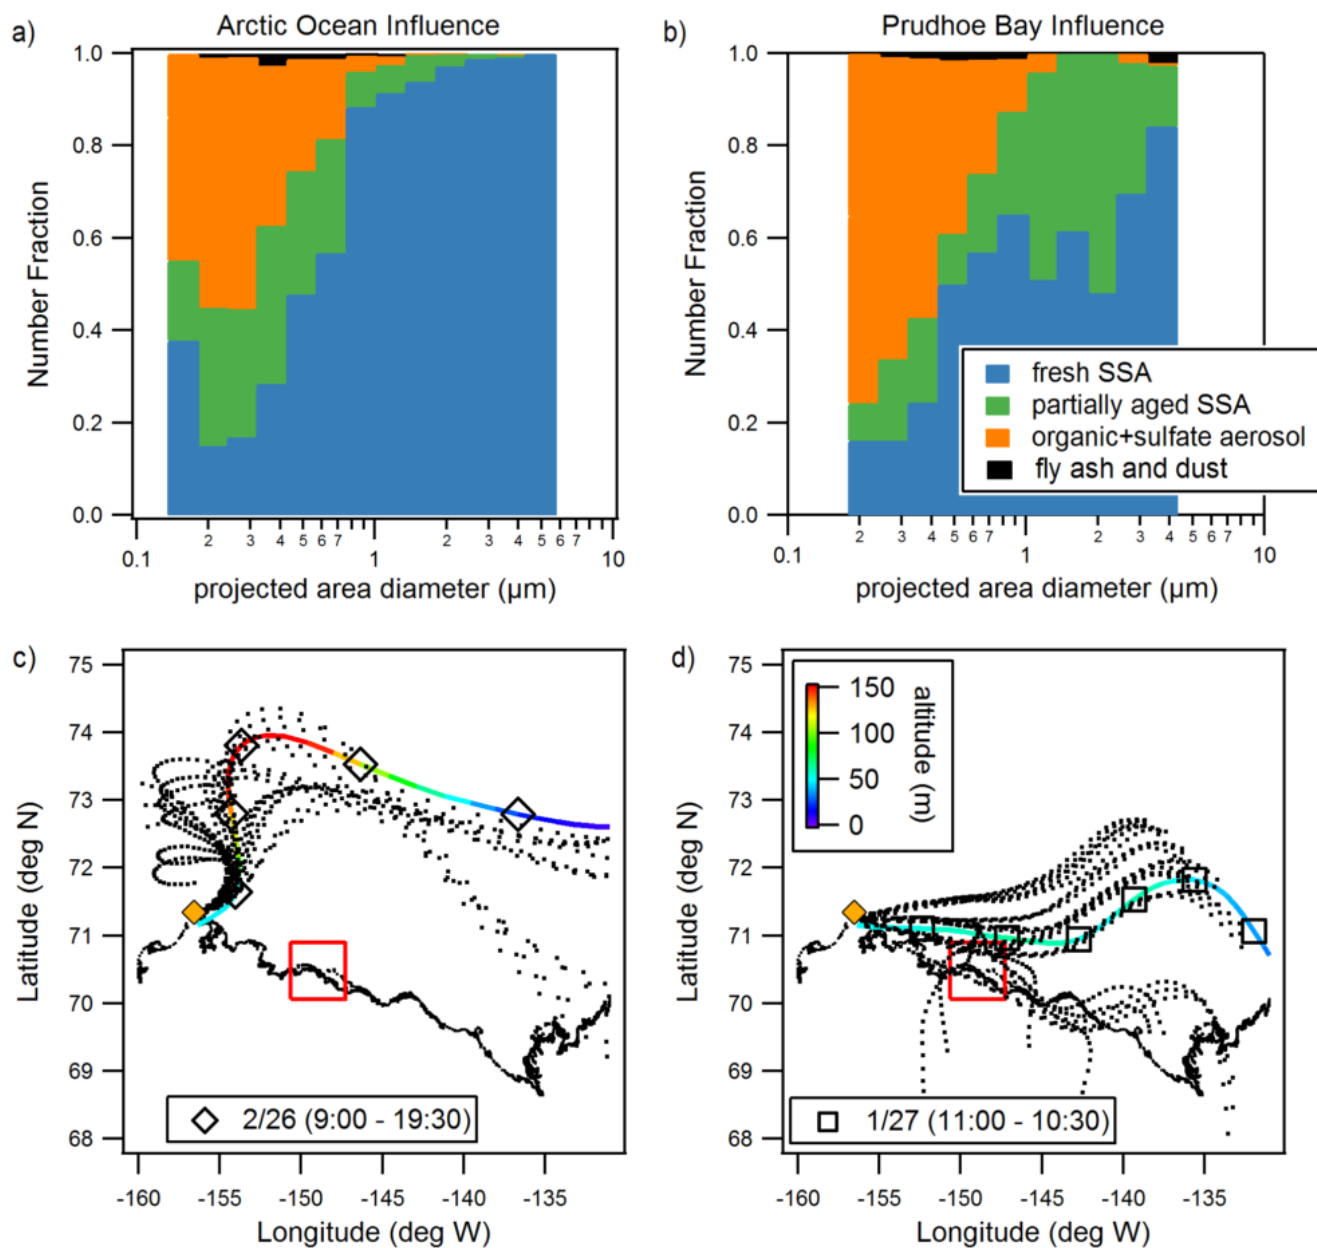 a)
Arctic Ocean Influence
Number Fraction
1.0
0.8
0.6
0.4
0.2
0.0
2 3 4 5 6 7 2 3 4 5 6 7
0.1 1 10
projected area diameter (µm)
b)
Prudhoe Bay Influence
Number Fraction
1.0
0.8
0.6
0.4
0.2
0.0
fresh SSA
partially aged SSA
organic+sulfate aerosol
fly ash and dust
2 3 4 5 6 7 2 3 4 5 6 7
0.1 1 10
projected area diameter (µm)
c)
Latitude (deg N)
75
74
73
72
71
70
69
68
2/26 (9:00 - 19:30)
-160 -155 -150 -145 -140 -135
Longitude (deg W)
d)
Latitude (deg N)
75
74
73
72
71
70
69
68
150
100
50
0
altitude (m)
1/27 (11:00 - 10:30)
-160 -155 -150 -145 -140 -135
Longitude (deg W)